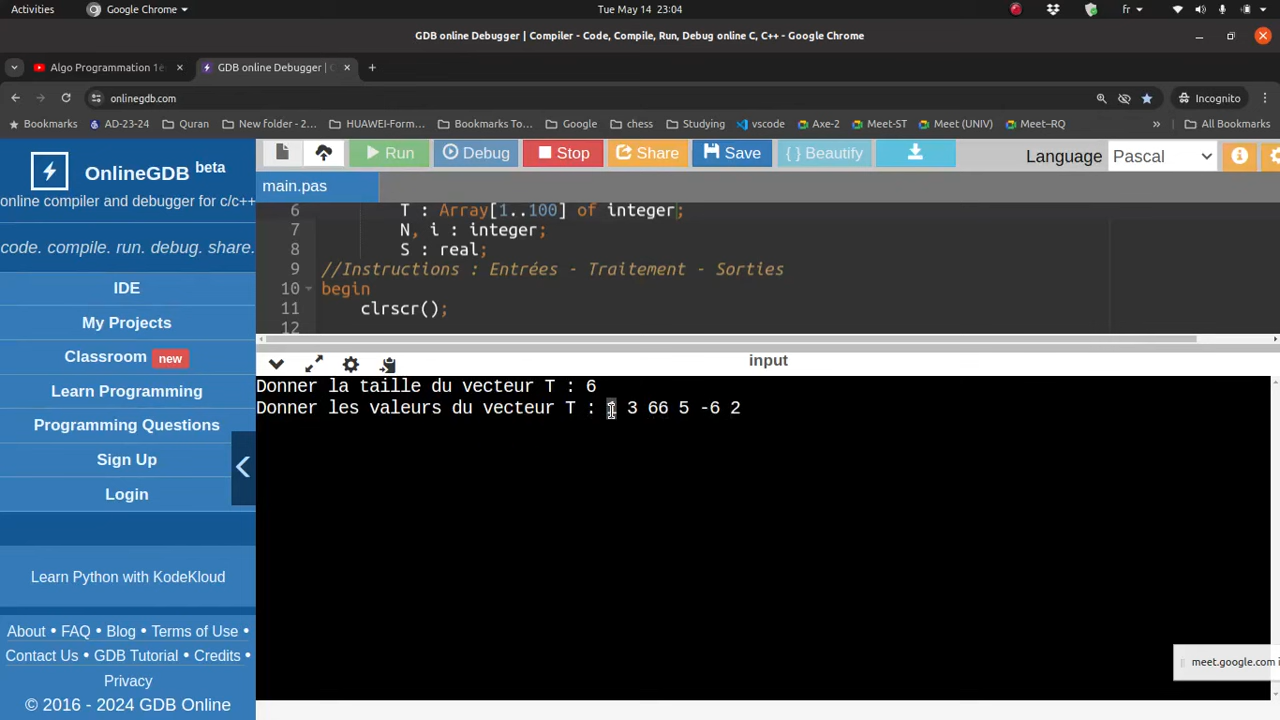 Activities Google Chrome Tue May 14 23:04 fr
GDB online Debugger | Compiler - Code, Compile, Run, Debug online C, C++ - Google Chrome
Algo Programmation 1è GDB online Debugger |
onlinegdb.com Incognito
Bookmarks AD-23-24 Quran New folder - 2... HUAWEI-Form... Bookmarks To... Google chess Studying vscode Axe-2 Meet-ST Meet (UNIV) Meet–RQ » All Bookmarks
OnlineGDB beta
online compiler and debugger for c/c++
code. compile. run. debug. share.
IDE
My Projects
Classroom new
Learn Programming
Programming Questions
Sign Up
Login
Learn Python with KodeKloud
About • FAQ • Blog • Terms of Use •
Contact Us • GDB Tutorial • Credits •
Privacy
© 2016 - 2024 GDB Online
Run Debug Stop Share Save { } Beautify Language Pascal
main.pas
6 T : Array[1..100] of integer;
7 N, i : integer;
8 S : real;
9 //Instructions : Entrées - Traitement - Sorties
10 begin
11 clrscr();
12
input
Donner la taille du vecteur T : 6
Donner les valeurs du vecteur T : 3 66 5 -6 2
meet.google.com i